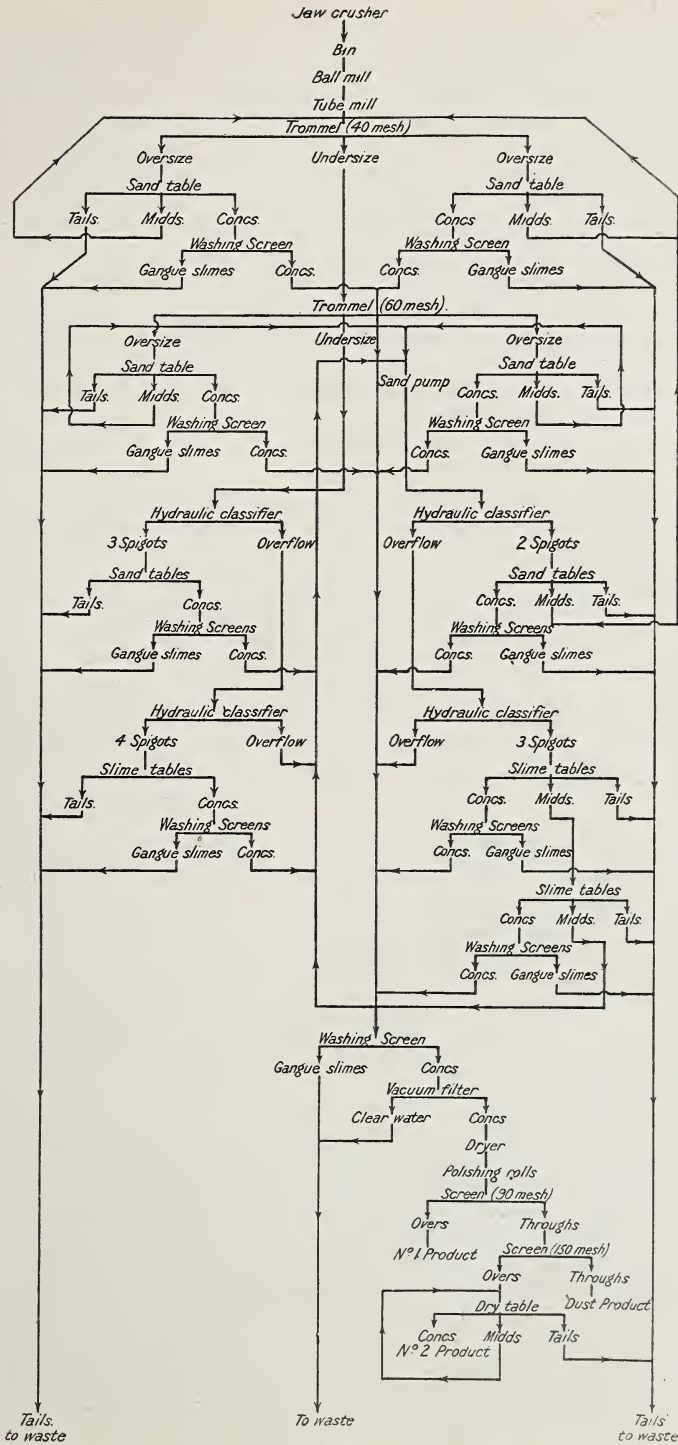 Jaw crusher
Bin
Ball mill
Tube mill
Trommel (40 mesh)
Oversize Undersize Oversize
Sand table Sand table
Tails. Midds. Concs. Concs Midds. Tails.
Washing Screen Washing Screen
Gangue slimes Concs. Concs. Gangue slimes
Trommel (60 mesh).
Oversize Undersize Oversize
Sand table Sand pump Sand table
Tails. Midds. Concs. Concs. Midds. Tails.
Washing Screen Washing Screen
Gangue slimes Concs. Concs. Gangue slimes
Hydraulic classifier Hydraulic classifier
3 Spigots Overflow Overflow 2 Spigots
Sand tables Sand tables
Tails. Concs. Concs. Midds. Tails.
Washing Screens Washing Screens
Gangue slimes Concs. Concs. Gangue slimes
Hydraulic classifier Hydraulic classifier
4 Spigots Overflow Overflow 3 Spigots
Slime tables Slime tables
Tails. Concs. Concs. Midds. Tails.
Washing Screens Washing Screens
Gangue slimes Concs. Concs. Gangue slimes
Slime tables
Concs Midds. Tails.
Washing Screens
Concs. Gangue slimes
Washing Screen
Gangue slimes Concs
Vacuum filter
Clear water Concs
Dryer
Polishing rolls
Screen (90 mesh)
Overs Throughs
Nº 1 Product Screen (150 mesh)
Overs Throughs
Dry table Dust Product
Concs Midds Tails
Nº 2 Product
Tails. To waste Tails
to waste to waste